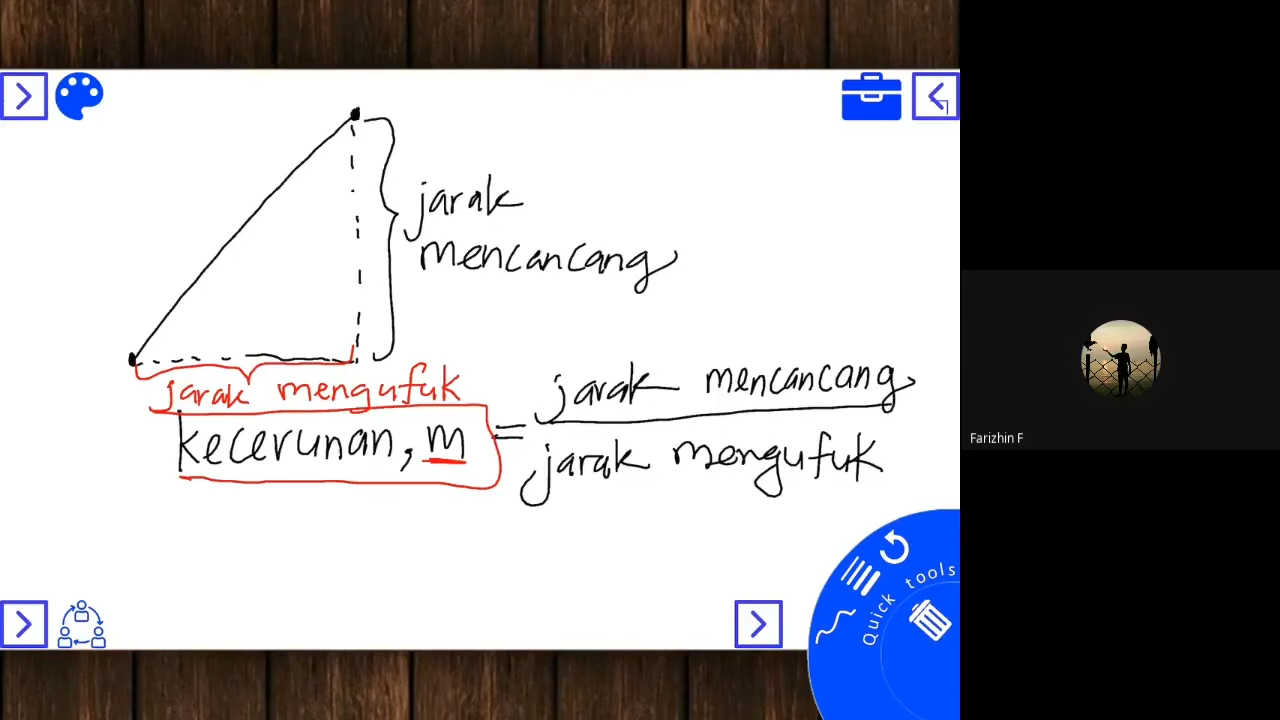 jarak
mencancang
jarak mengufuk
kecerunan, m = jarak mencancang
jarak mengufuk
Quick tools
Farizhin F